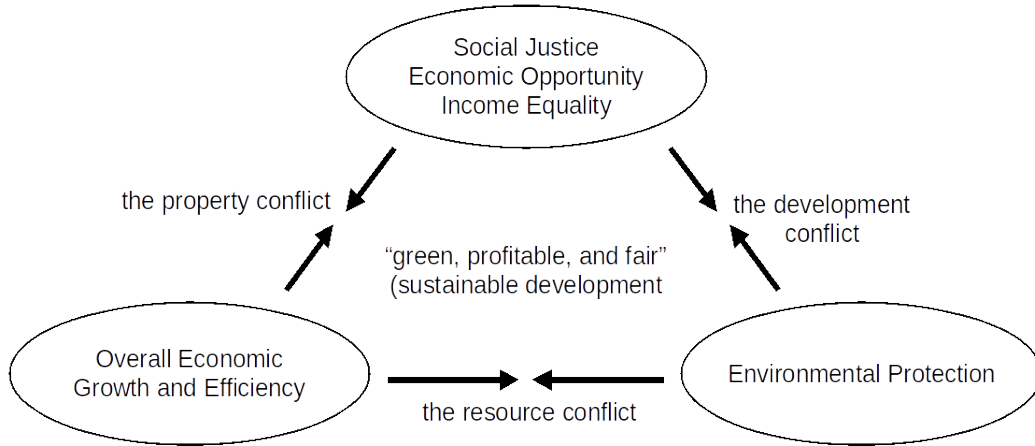 Social Justice
Economic Opportunity
Income Equality
the property conflict
the development
conflict
“green, profitable, and fair”
(sustainable development
Overall Economic
Growth and Efficiency
Environmental Protection
the resource conflict